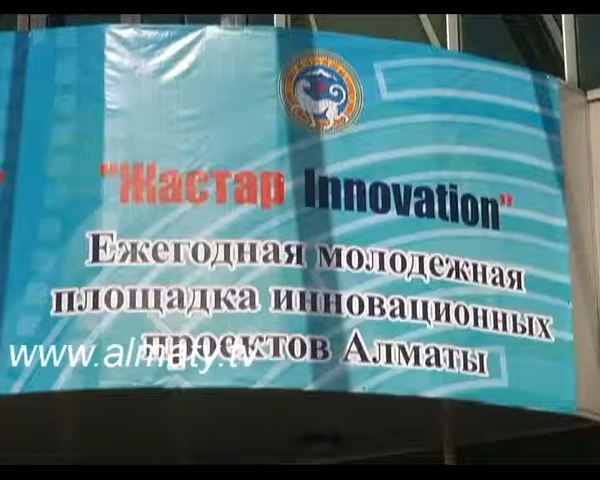 "Жастар Innovation"
Ежегодная молодежная
площадка инновационных
проектов Алматы
www.almaty.tv